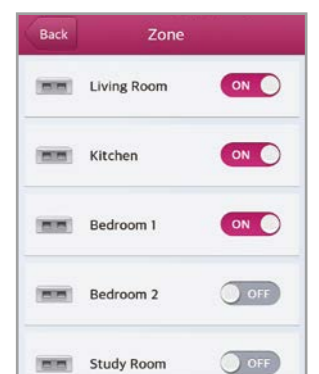 Back Zone
Living Room ON
Kitchen ON
Bedroom 1 ON
Bedroom 2 OFF
Study Room OFF